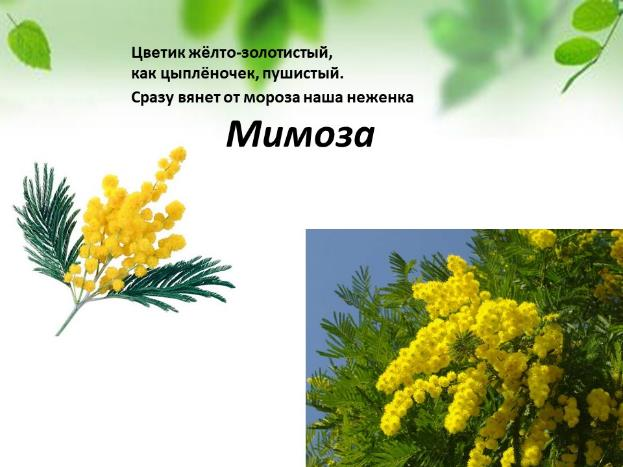 Цветик жёлто-золотистый,
как цыплёночек, пушистый.
Сразу вянет от мороза наша неженка
Мимоза